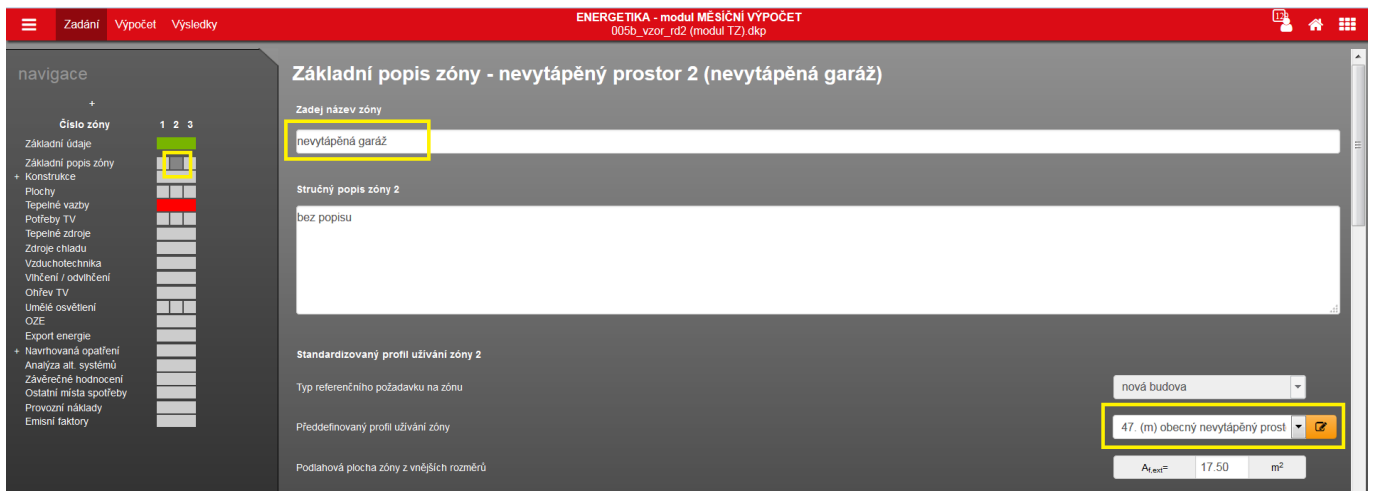 Zadání Výpočet Výsledky
ENERGETIKA - modul MĚSÍČNÍ VÝPOČET
005b_vzor_rd2 (modul TZ).dkp
navigace
+
Číslo zóny 1 2 3
Základní údaje
Základní popis zóny
+ Konstrukce
Plochy
Tepelné vazby
Potřeby TV
Tepelné zdroje
Zdroje chladu
Vzduchotechnika
Vlhčení / odvlhčení
Ohřev TV
Umělé osvětlení
OZE
Export energie
+ Navrhovaná opatření
Analýza alt. systémů
Závěrečné hodnocení
Ostatní místa spotřeby
Provozní náklady
Emisní faktory
Základní popis zóny - nevytápěný prostor 2 (nevytápěná garáž)
Zadej název zóny
nevytápěná garáž
Stručný popis zóny 2
bez popisu
Standardizovaný profil užívání zóny 2
Typ referenčního požadavku na zónu nová budova
Předdefinovaný profil užívání zóny 47. (m) obecný nevytápěný prost
Podlahová plocha zóny z vnějších rozměrů Af,ext= 17.50 m²